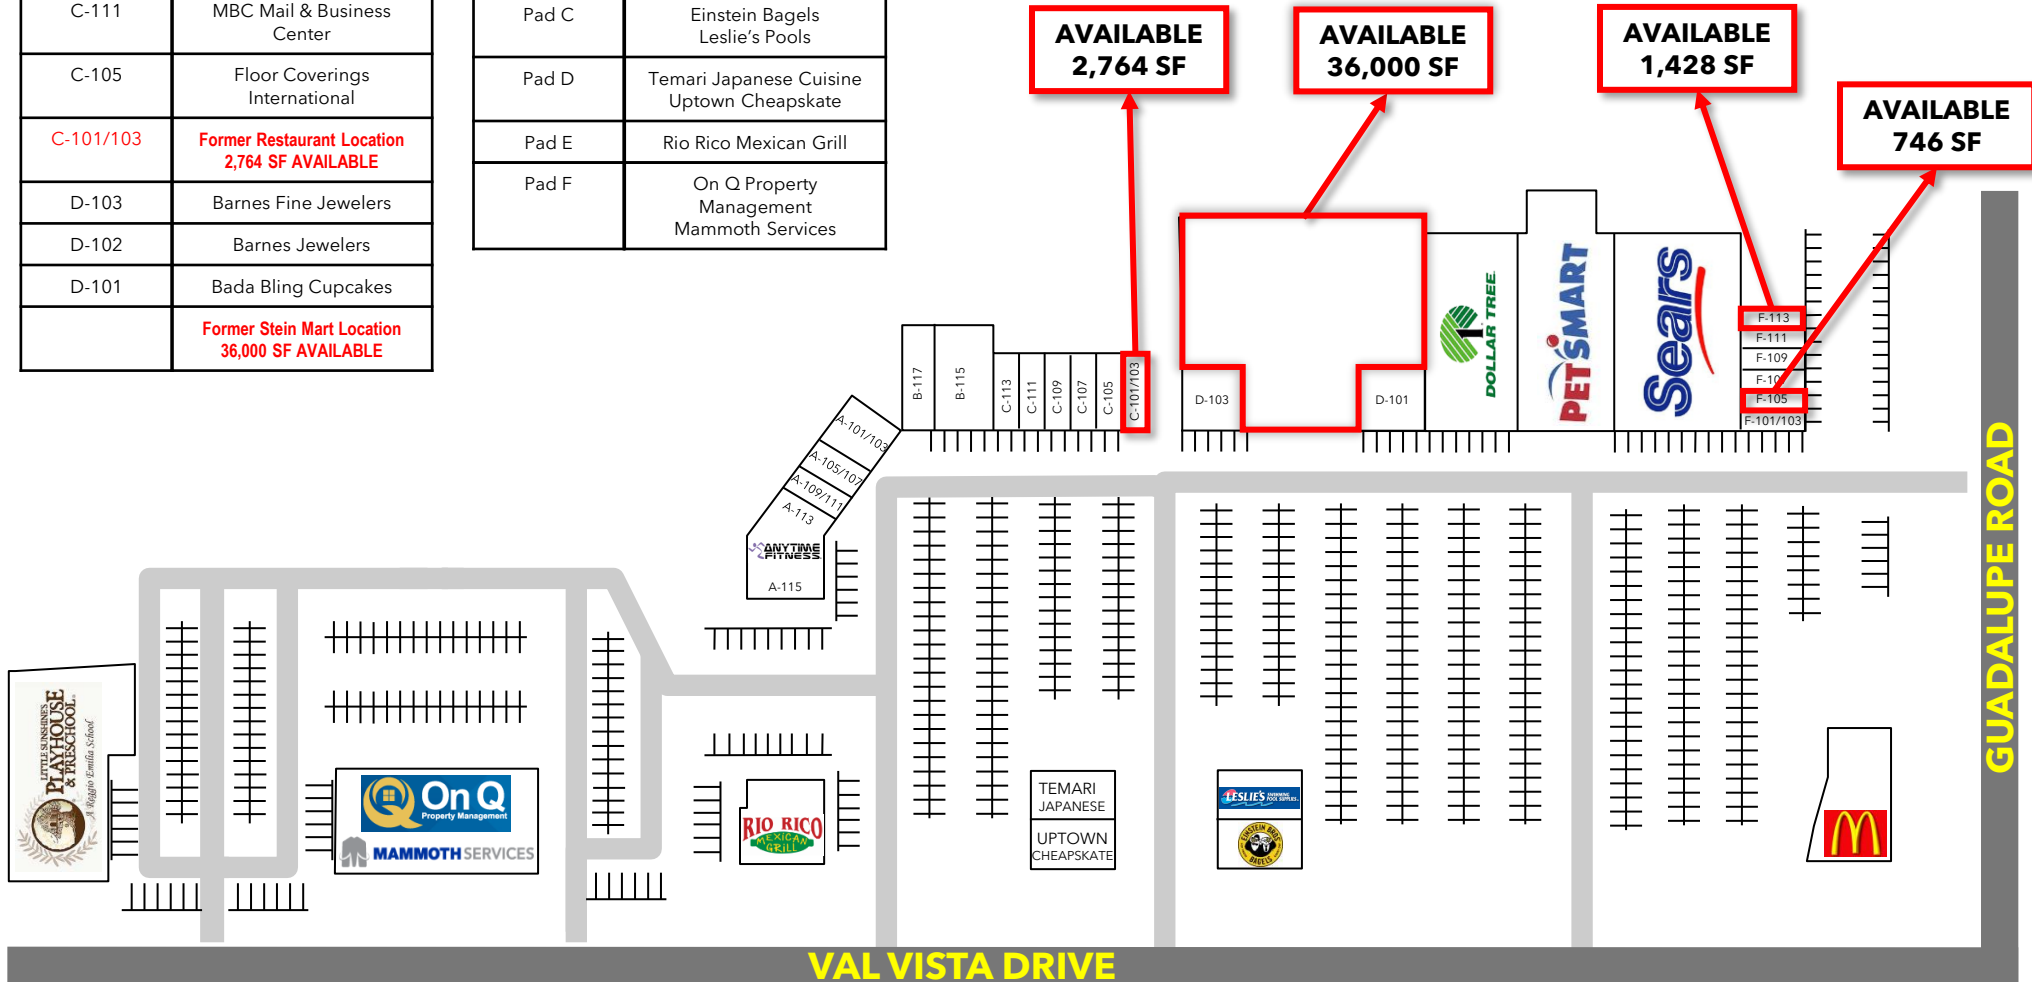 C-111
MBC Mail & Business
Center
C-105
Floor Coverings
International
C-101/103
Former Restaurant Location
2,764 SF AVAILABLE
D-103
Barnes Fine Jewelers
D-102
Barnes Jewelers
D-101
Bada Bling Cupcakes
Former Stein Mart Location
36,000 SF AVAILABLE
Pad C
Einstein Bagels
Leslie's Pools
Pad D
Temari Japanese Cuisine
Uptown Cheapskate
Pad E
Rio Rico Mexican Grill
Pad F
On Q Property
Management
Mammoth Services
AVAILABLE
2,764 SF
AVAILABLE
36,000 SF
AVAILABLE
1,428 SF
AVAILABLE
746 SF
B-117
B-115
C-113
C-111
C-109
C-107
C-105
C-101/103
D-103
D-101
DOLLAR TREE
PETSMART
Sears
F-113
F-111
F-109
F-105
F-101/103
A-101/103
A-105/107
A-109/111
A-113
ANYTIME
FITNESS
A-115
LITTLE SUNSHINE'S
PLAYHOUSE
& PRESCHOOL
A Reggio Emilia School
On Q
Property Management
MAMMOTH SERVICES
RIO RICO
MEXICAN
GRILL
TEMARI
JAPANESE
UPTOWN
CHEAPSKATE
LESLIE'S SWIMMING
POOL SUPPLIES
EINSTEIN BROS
BAGELS
GUADALUPE ROAD
VAL VISTA DRIVE